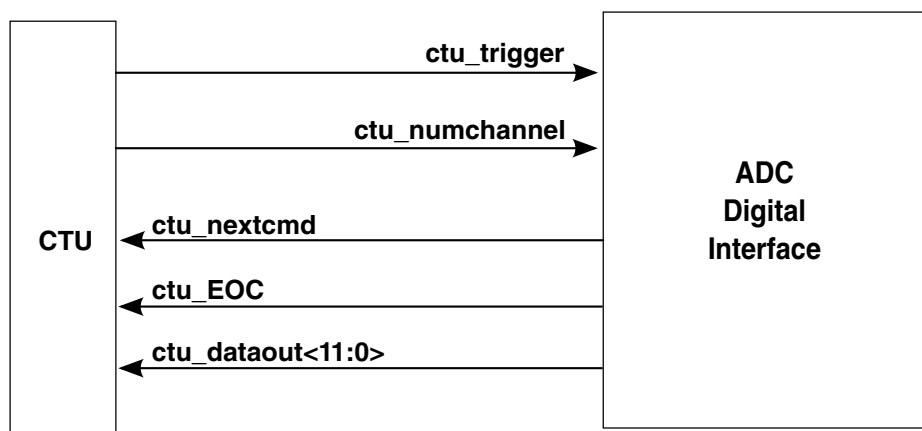 ctu_trigger
ctu_numchannel
ctu_nextcmd
ctu_EOC
ctu_dataout<11:0>
CTU
ADC
Digital
Interface